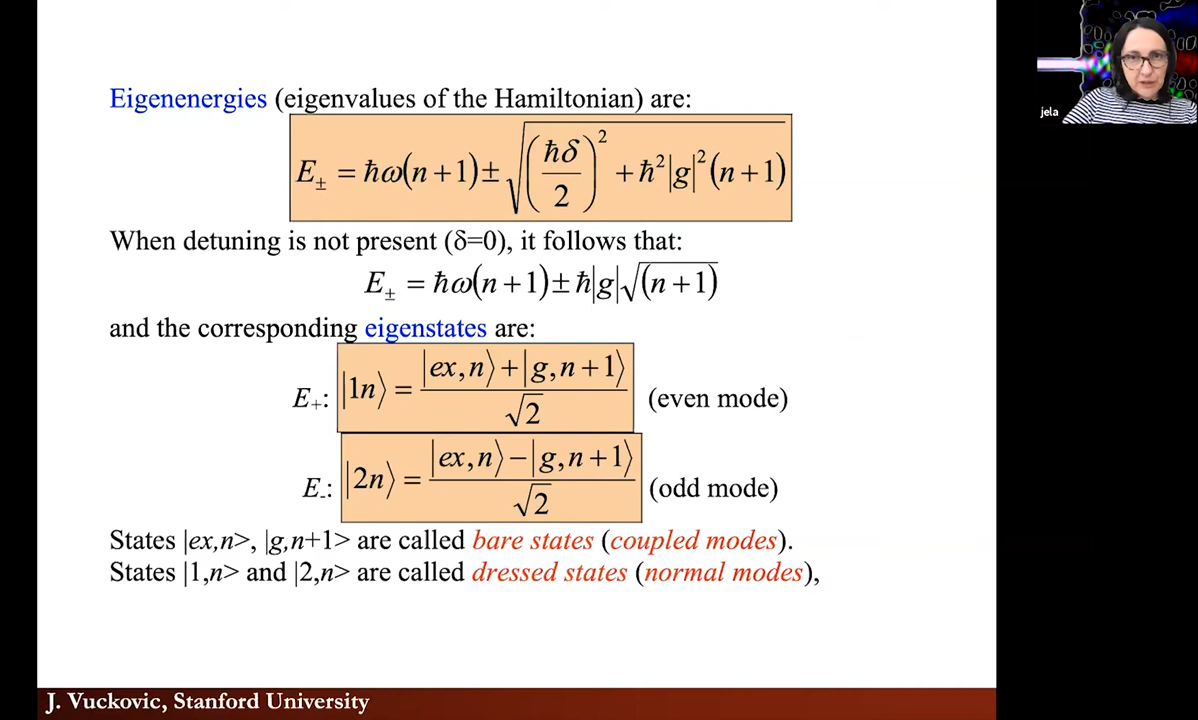 Eigenenergies (eigenvalues of the Hamiltonian) are:
E± = ħω(n+1)± √((ħδ/2)² + ħ²|g|²(n+1))
When detuning is not present (δ=0), it follows that:
E± = ħω(n+1)± ħ|g|√(n+1)
and the corresponding eigenstates are:
E₊: |1n⟩ = (|ex,n⟩+|g,n+1⟩)/√2 (even mode)
E₋: |2n⟩ = (|ex,n⟩−|g,n+1⟩)/√2 (odd mode)
States |ex,n>, |g,n+1> are called bare states (coupled modes).
States |1,n> and |2,n> are called dressed states (normal modes),
J. Vuckovic, Stanford University
jela